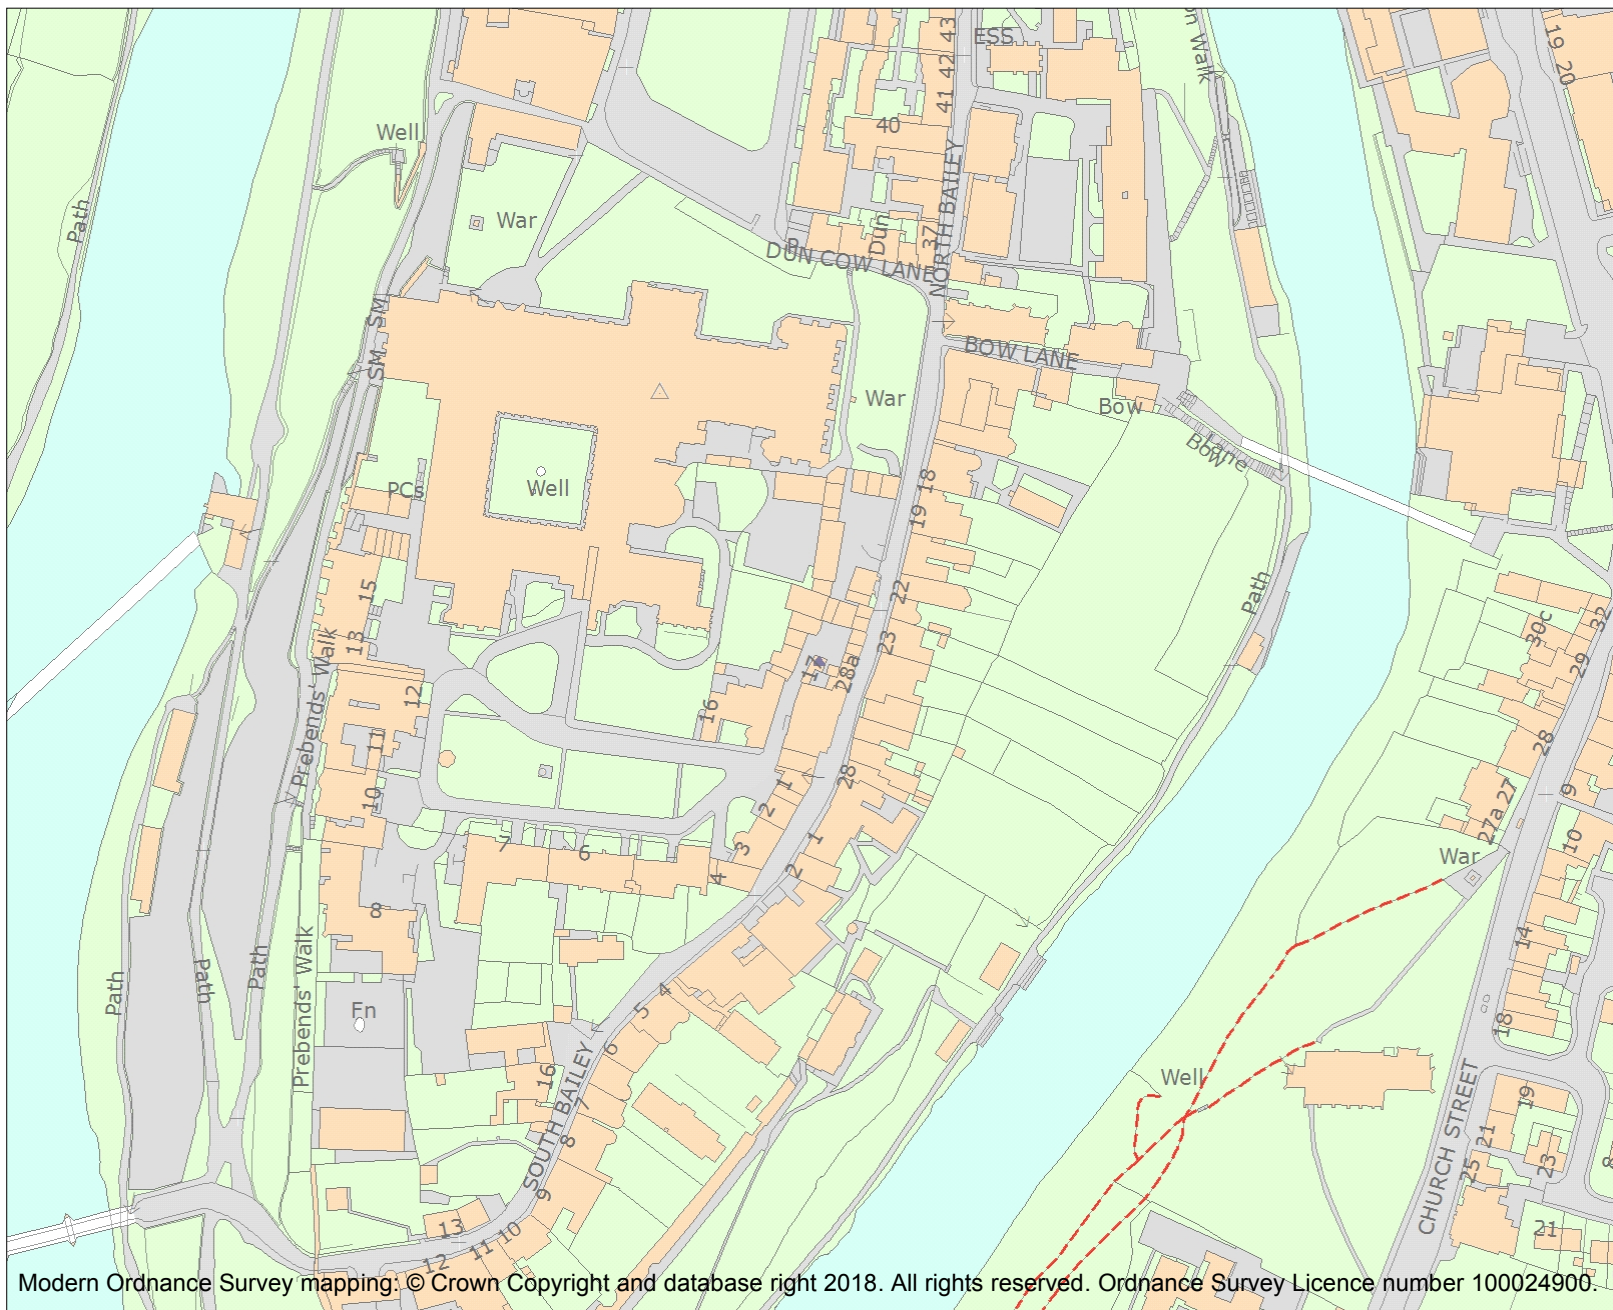 on Walk
43
ESS
42
41
19
20
Well
40
Path
War
NORTH BAILEY
Dun
37
DUN COW LANE
SM
SM
BOW LANE
War
Bow
Bow
Lane
PCs
Well
18
19
15
22
Path
13
23
30c
32
29
17
28a
12
16
Prebends' Walk
11
28
10
1
28
2
27
9
27a
7
6
3
1
10
4
2
War
8
14
Path
Path
Path
Prebends' Walk
Fn
4
5
18
6
16
Well
7
19
SOUTH BAILEY
8
21
CHURCH STREET
23
25
8
9
13
10
11
12
21
Modern Ordnance Survey mapping: © Crown Copyright and database right 2018. All rights reserved. Ordnance Survey Licence number 100024900.